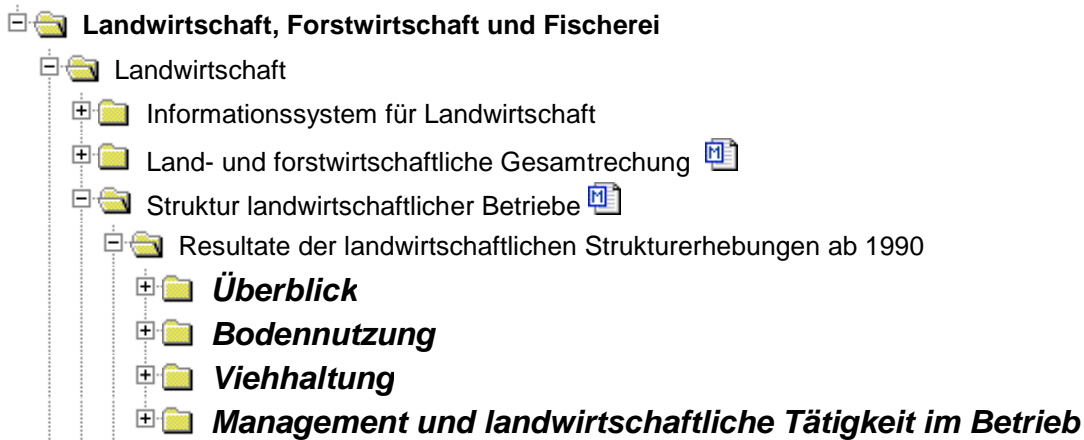 Landwirtschaft, Forstwirtschaft und Fischerei
Landwirtschaft
Informationssystem für Landwirtschaft
Land- und forstwirtschaftliche Gesamtrechung M
Struktur landwirtschaftlicher Betriebe M
Resultate der landwirtschaftlichen Strukturerhebungen ab 1990
Überblick
Bodennutzung
Viehhaltung
Management und landwirtschaftliche Tätigkeit im Betrieb